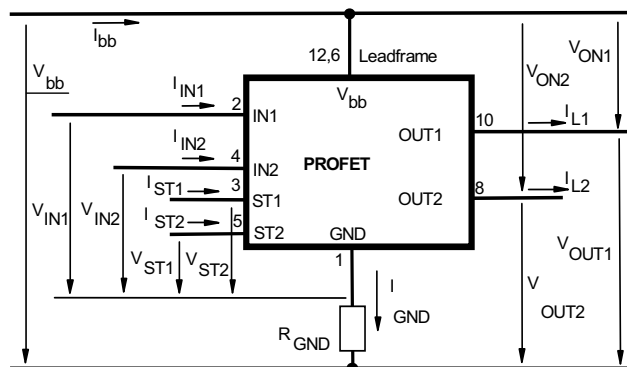 I bb
V bb
12,6 Leadframe
V ON1
V ON2
I IN1
2
IN1
V bb
10
I L1
OUT1
I IN2
4
IN2
PROFET
I ST1
3
ST1
8
I L2
OUT2
V IN1
V IN2
I ST2
5
ST2
GND
V ST1
V ST2
1
V OUT1
V OUT2
I GND
R GND